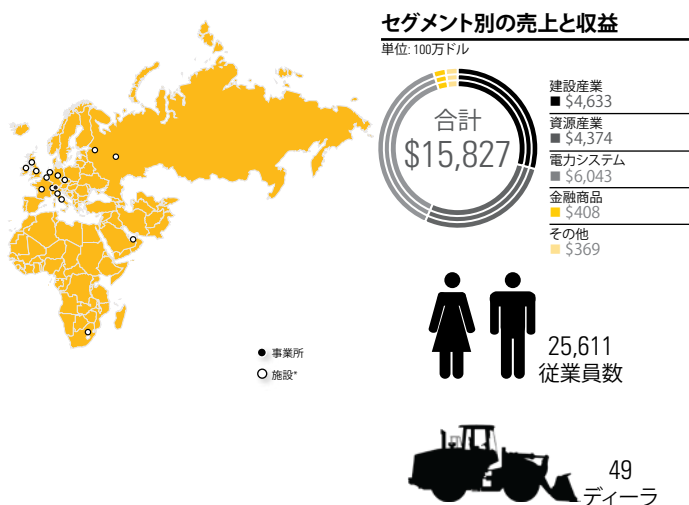 セグメント別の売上と収益
単位: 100万ドル
合計
$15,827
建設産業
$4,633
資源産業
$4,374
電力システム
$6,043
金融商品
$408
その他
$369
事業所
施設*
25,611
従業員数
49
ディーラ